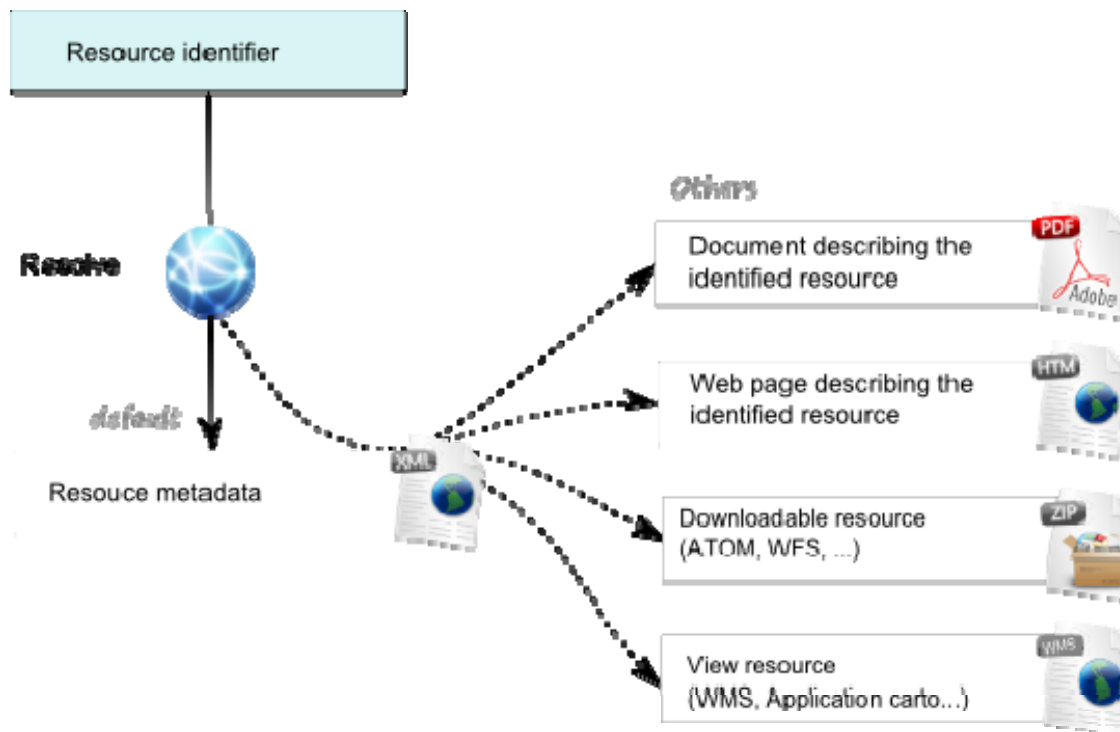 Resource identifier
Others
PDF
Document describing the
identified resource
Adobe
Resolve
HTM
Web page describing the
identified resource
default
XML
Resouce metadata
ZIP
Downloadable resource
(ATOM, WFS, ...)
WMS
View resource
(WMS, Application carto...)